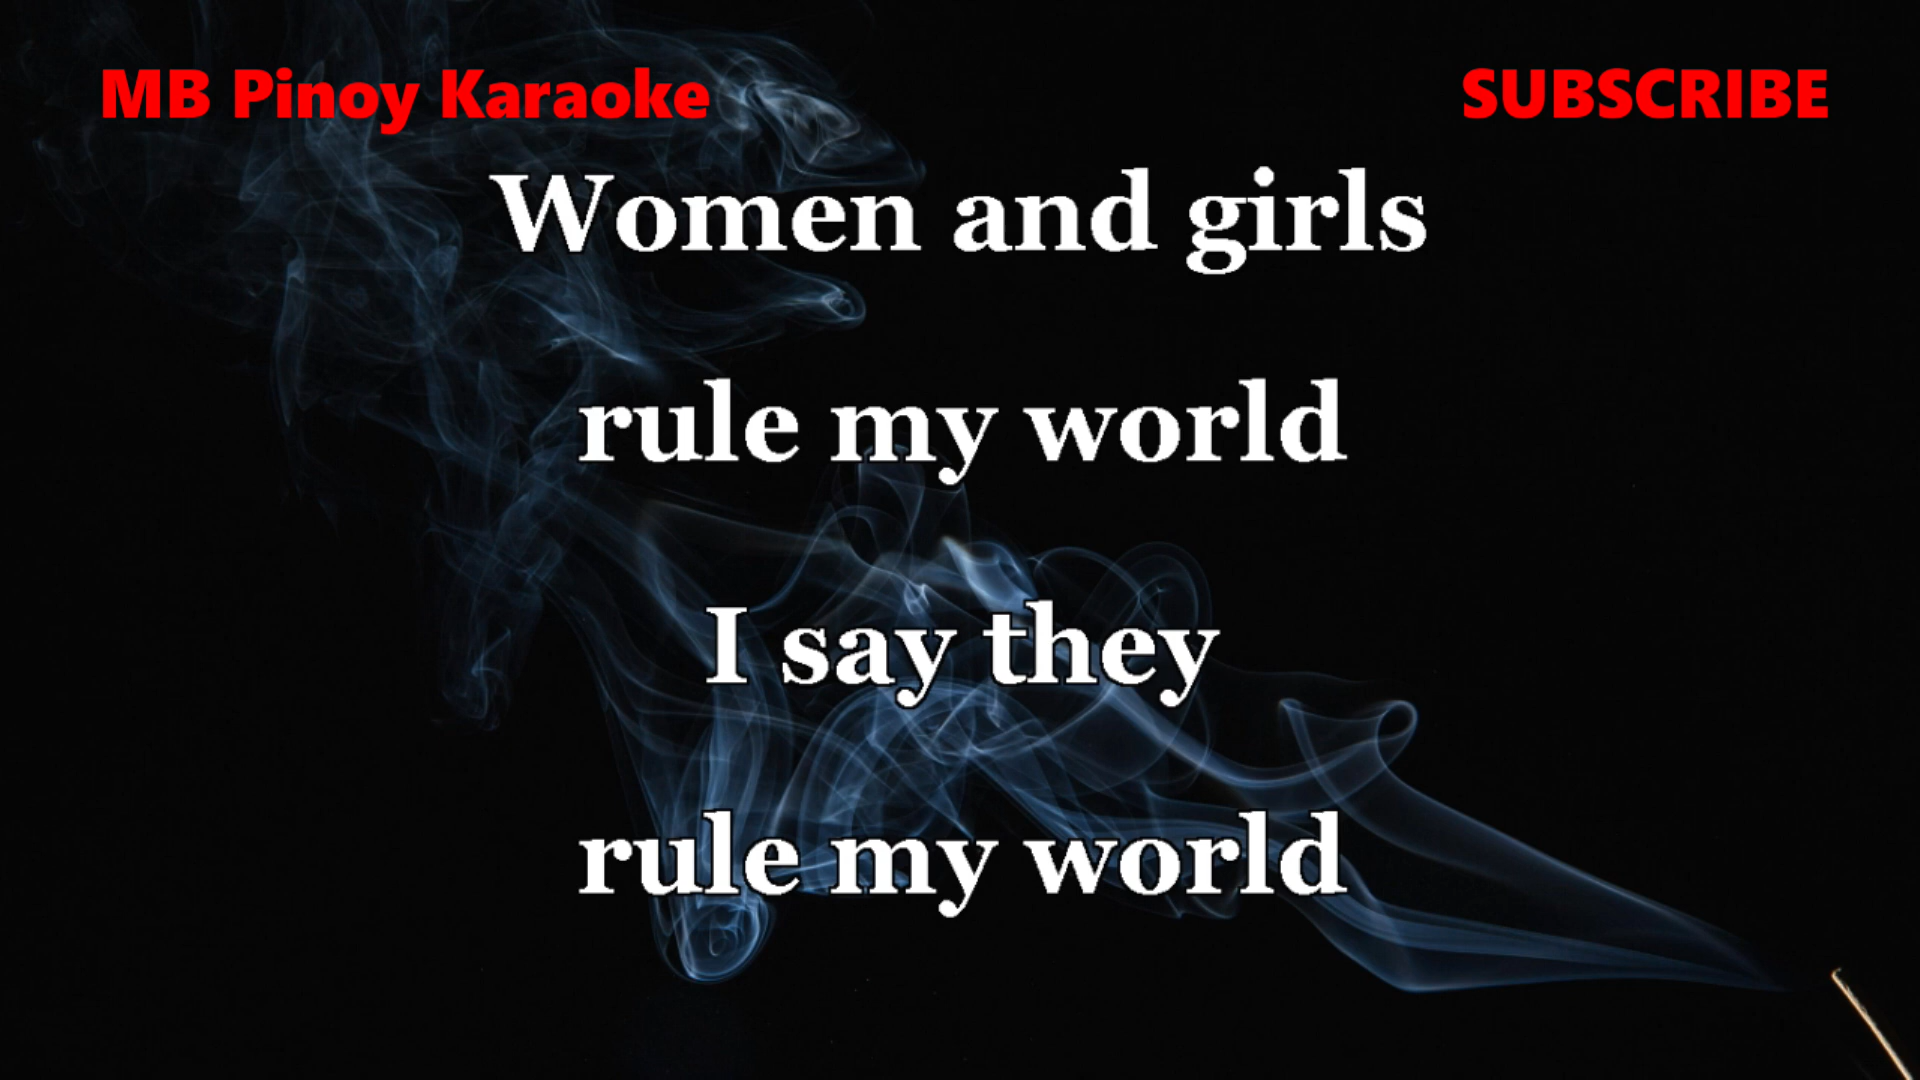 MB Pinoy Karaoke
SUBSCRIBE
Women and girls
rule my world
I say they
rule my world